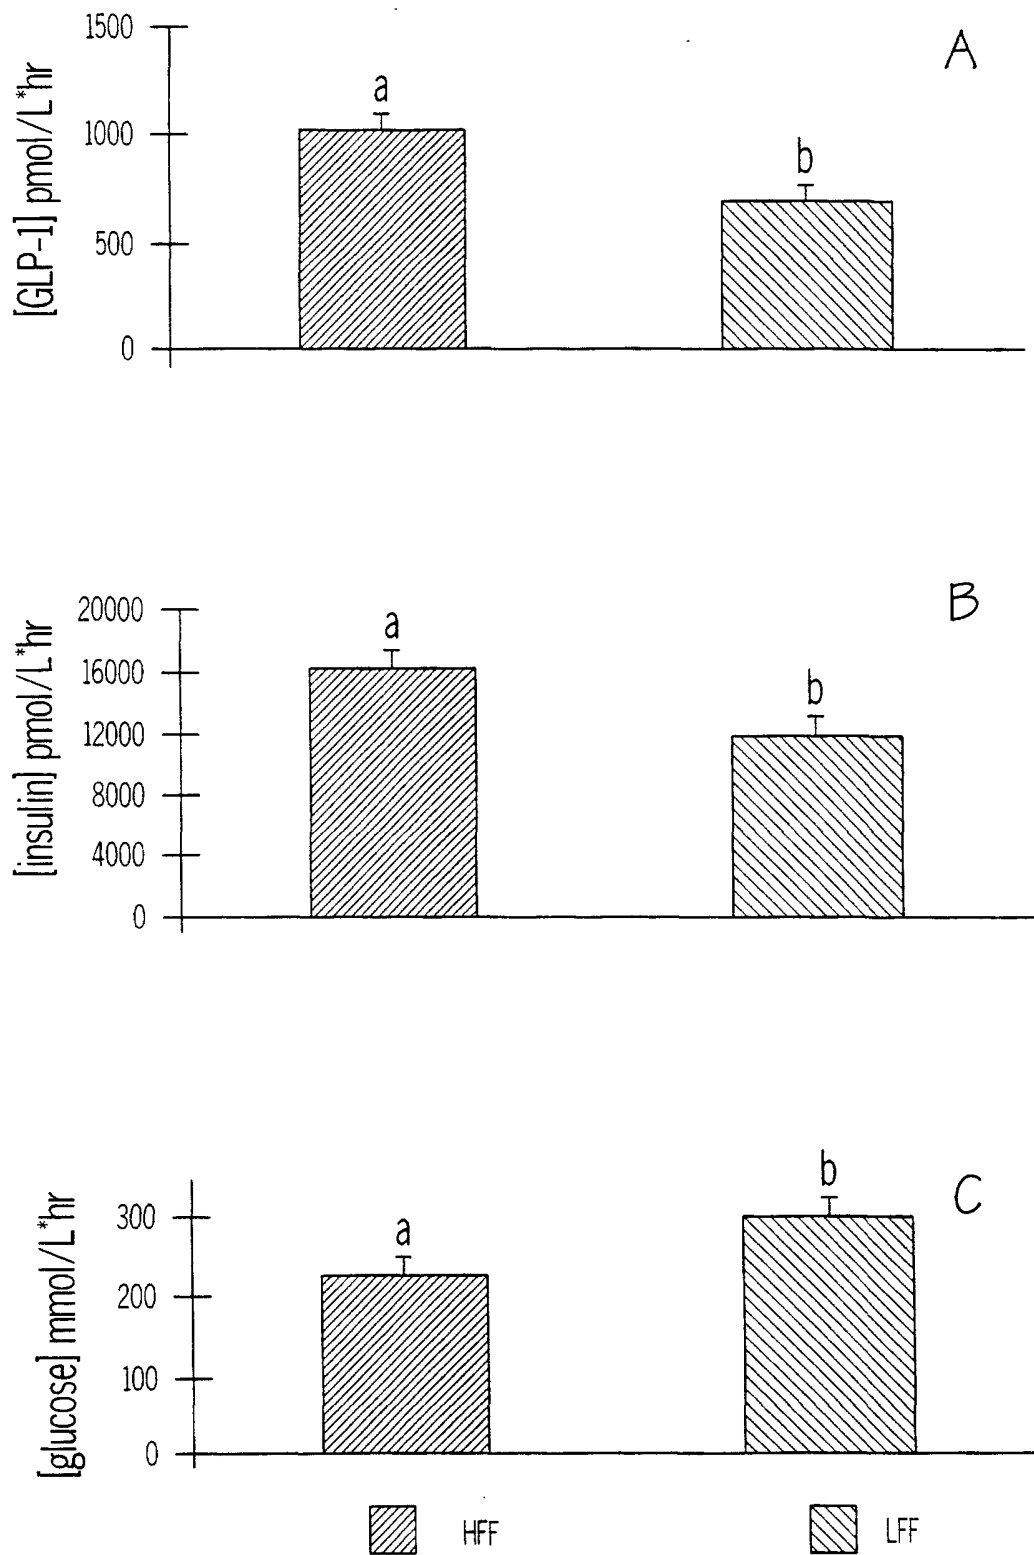 A
[GLP-1] pmol/L*hr
1500
1000
500
0
a
b
B
[insulin] pmol/L*hr
20000
16000
12000
8000
4000
0
a
b
C
[glucose] mmol/L*hr
300
200
100
0
a
b
HFF
LFF